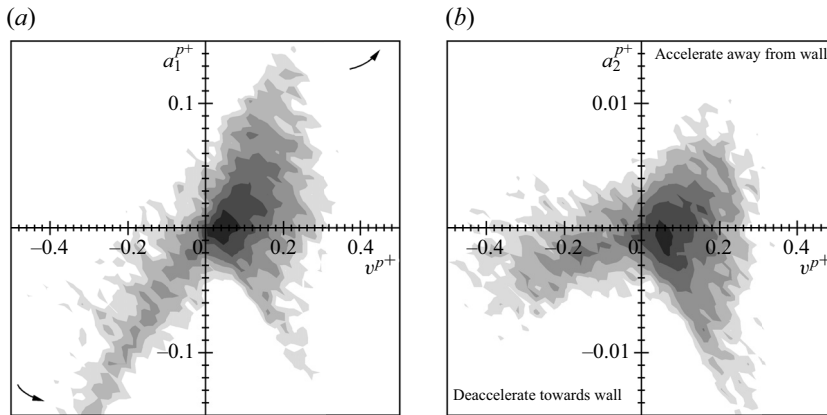 (a)
(b)
a₁ᵖ⁺
a₂ᵖ⁺
Accelerate away from wall
0.1
0.01
−0.4
−0.2
0
0.2
0.4
−0.4
−0.2
0
0.2
0.4
vᵖ⁺
vᵖ⁺
−0.1
−0.01
Deaccelerate towards wall